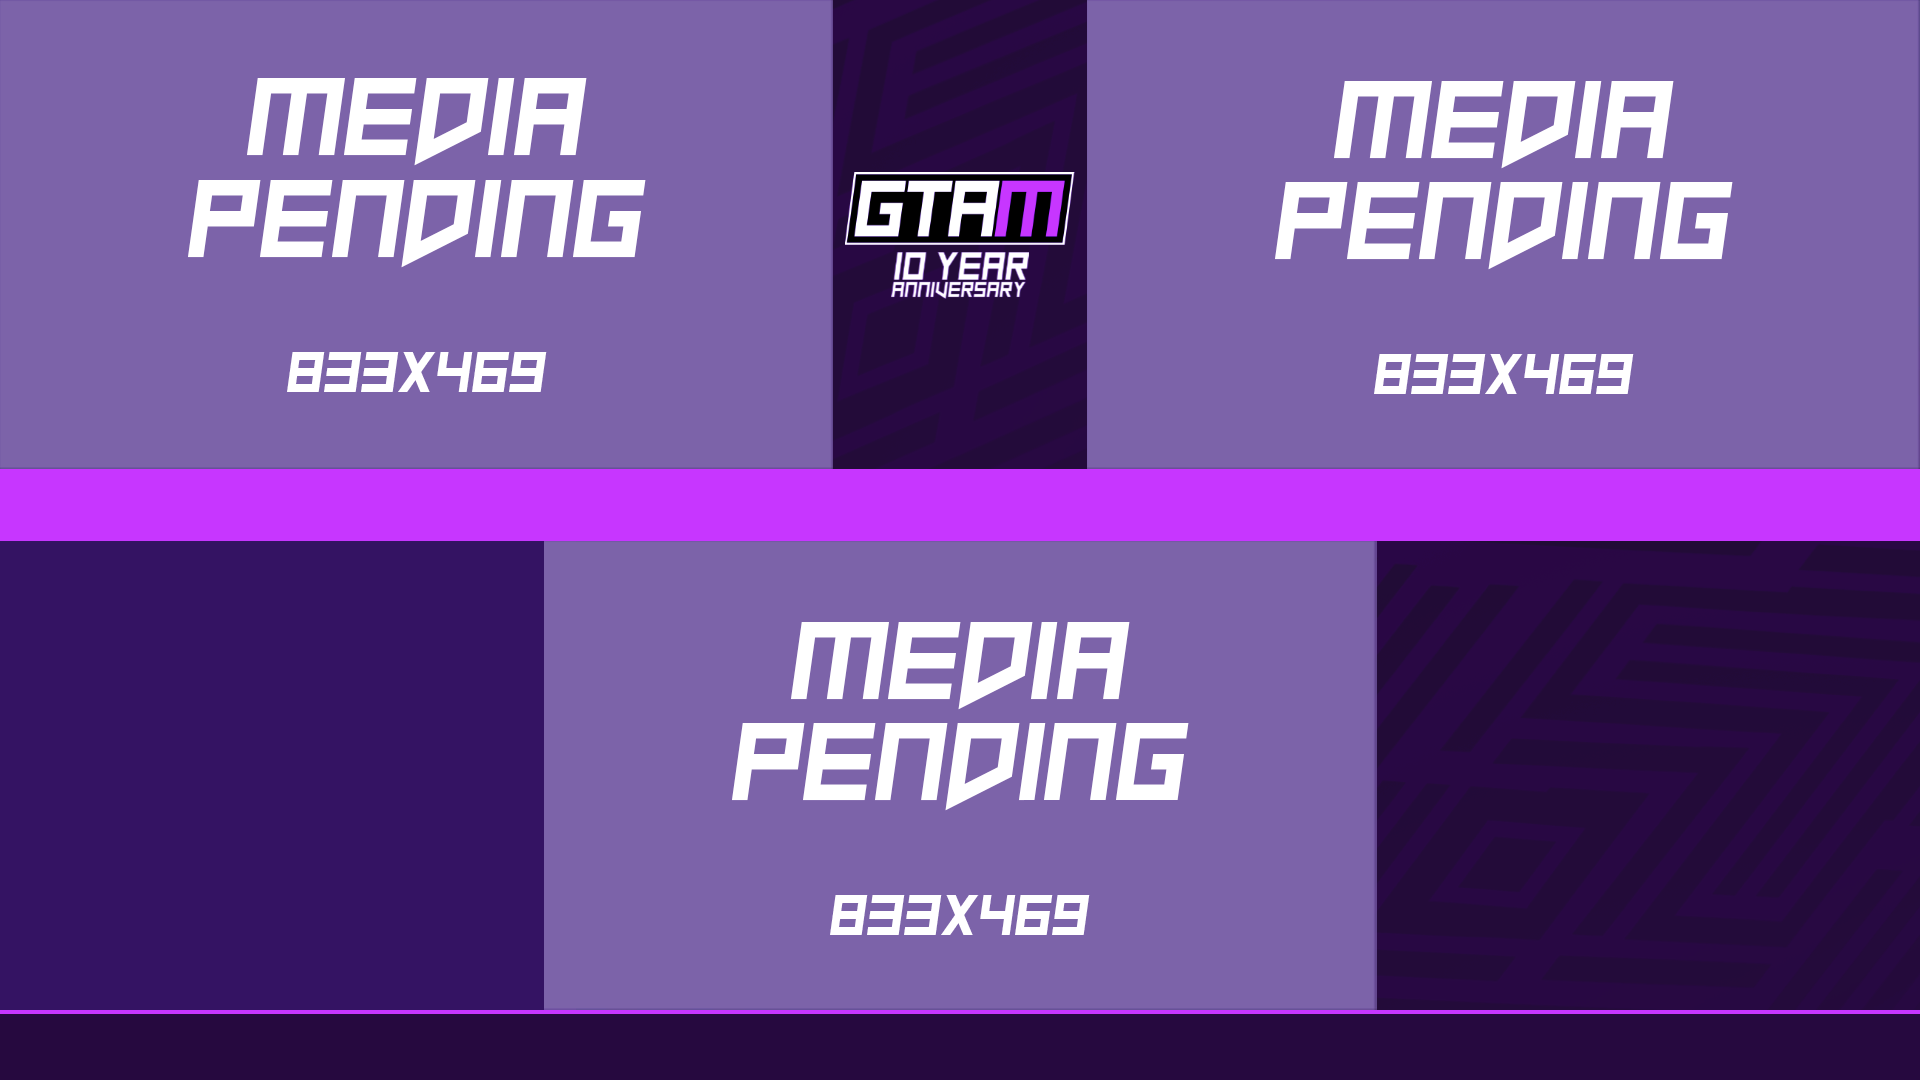 MEDIA
PENDING
833X469
GTAM
10 YEAR
ANNIVERSARY
MEDIA
PENDING
833X469
MEDIA
PENDING
833X469